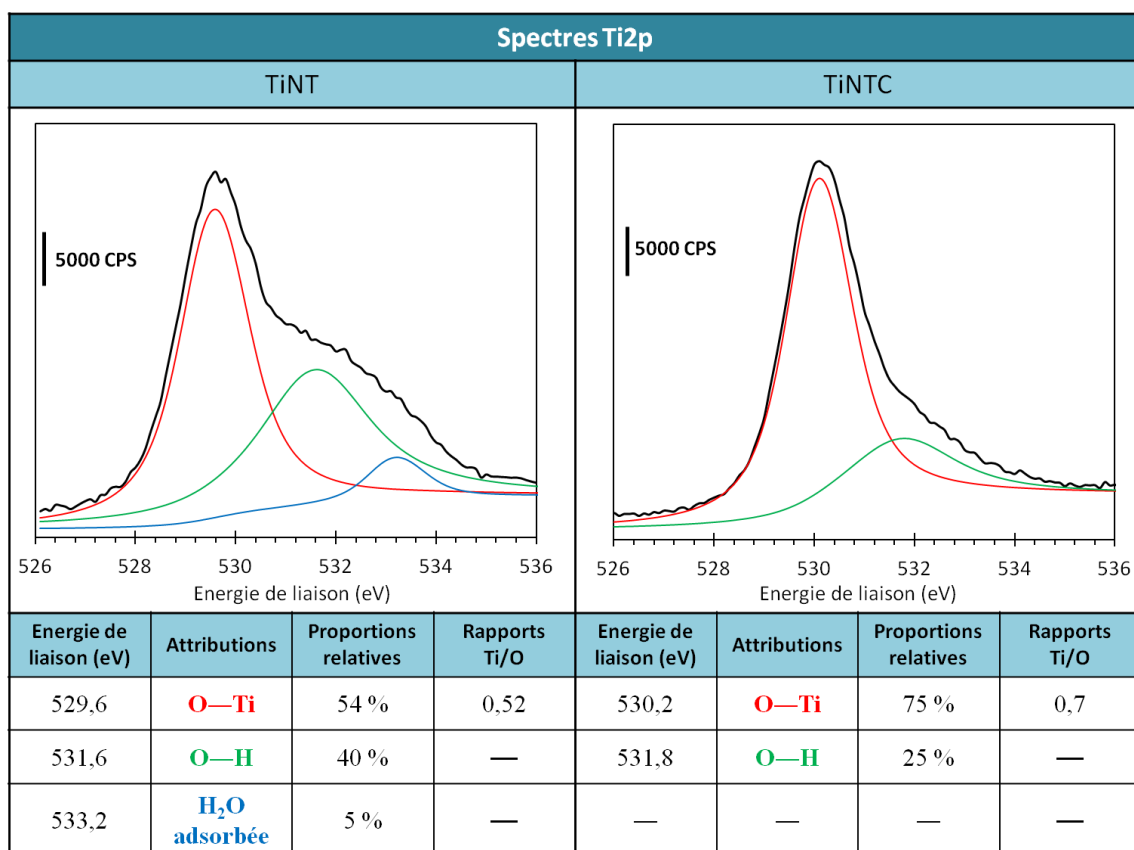 Spectres Ti2p
TiNT
TiNTC
5000 CPS
5000 CPS
526 528 530 532 534 536
526 528 530 532 534 536
Energie de liaison (eV)
Energie de liaison (eV)
Energie de
liaison (eV)
Attributions
Proportions
relatives
Rapports
Ti/O
Energie de
liaison (eV)
Attributions
Proportions
relatives
Rapports
Ti/O
529,6 O—Ti 54 % 0,52 530,2 O—Ti 75 % 0,7
531,6 O—H 40 % — 531,8 O—H 25 % —
533,2 H₂O
adsorbée 5 % — — — — —